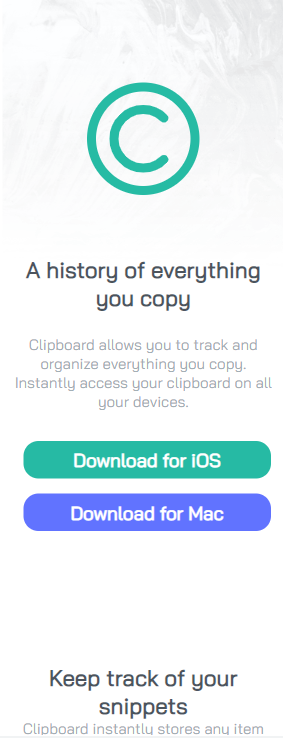 A history of everything
you copy
Clipboard allows you to track and
organize everything you copy.
Instantly access your clipboard on all
your devices.
Download for iOS
Download for Mac
Keep track of your
snippets
Clipboard instantly stores any item